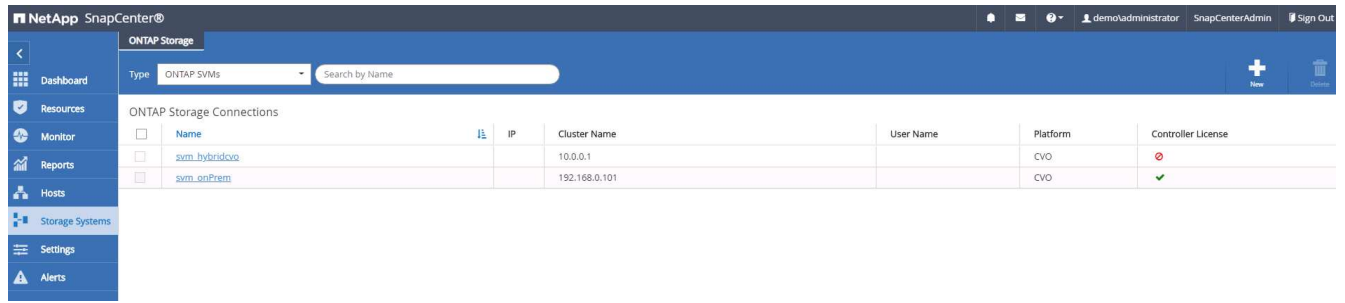 NetApp SnapCenter® demo\administrator SnapCenterAdmin Sign Out
ONTAP Storage
Dashboard
Resources
Monitor
Reports
Hosts
Storage Systems
Settings
Alerts
Type ONTAP SVMs Search by Name New Delete
ONTAP Storage Connections
Name IP Cluster Name User Name Platform Controller License
svm_hybridcvo 10.0.0.1 CVO
svm_onPrem 192.168.0.101 CVO